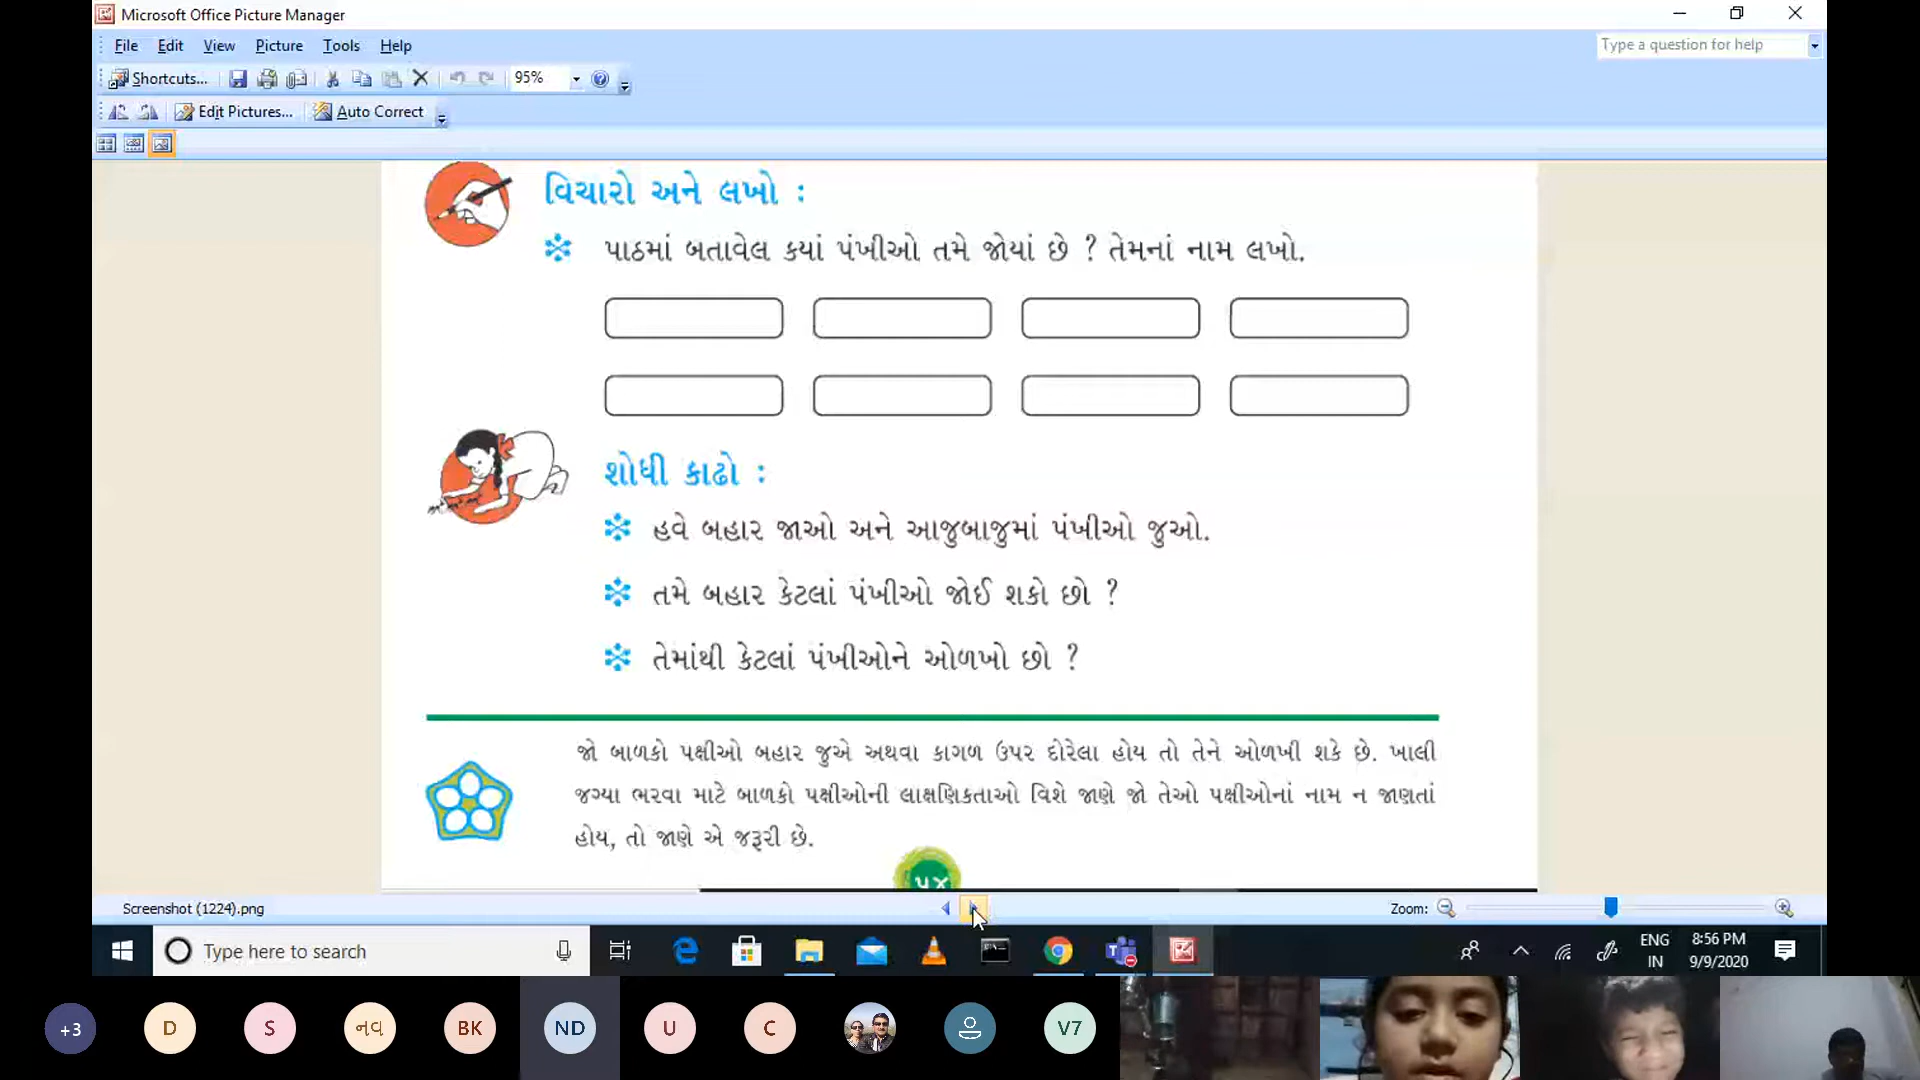 Microsoft Office Picture Manager
File Edit View Picture Tools Help
Type a question for help
Shortcuts...
95%
Edit Pictures...
Auto Correct
વિચારો અને લખો :
પાઠમાં બતાવેલ કયાં પંખીઓ તમે જોયાં છે ? તેમનાં નામ લખો.
શોધી કાઢો :
હવે બહાર જાઓ અને આજુબાજુમાં પંખીઓ જુઓ.
તમે બહાર કેટલાં પંખીઓ જોઈ શકો છો ?
તેમાંથી કેટલાં પંખીઓને ઓળખો છો ?
જો બાળકો પક્ષીઓ બહાર જુએ અથવા કાગળ ઉપર દોરેલા હોય તો તેને ઓળખી શકે છે. ખાલી
જગ્યા ભરવા માટે બાળકો પક્ષીઓની લાક્ષણિકતાઓ વિશે જાણે જો તેઓ પક્ષીઓનાં નામ ન જાણતાં
હોય, તો જાણે એ જરૂરી છે.
Screenshot (1224).png
Zoom:
Type here to search
ENG
IN
8:56 PM
9/9/2020
+3
D
S
નવ
BK
ND
U
C
V7